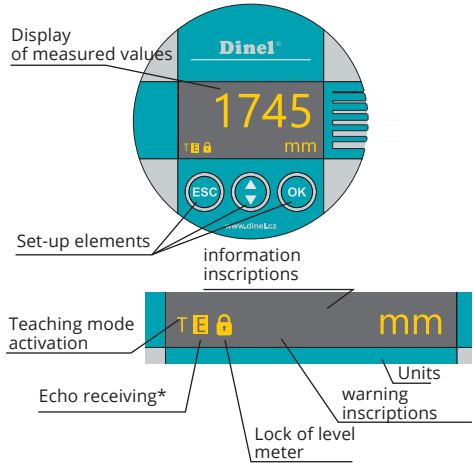 Display
of measured values
Dinel®
1745
T E mm
ESC OK
www.dinel.cz
Set-up elements
information
inscriptions
T E mm
Teaching mode
activation
Units
Echo receiving*
warning
inscriptions
Lock of level
meter